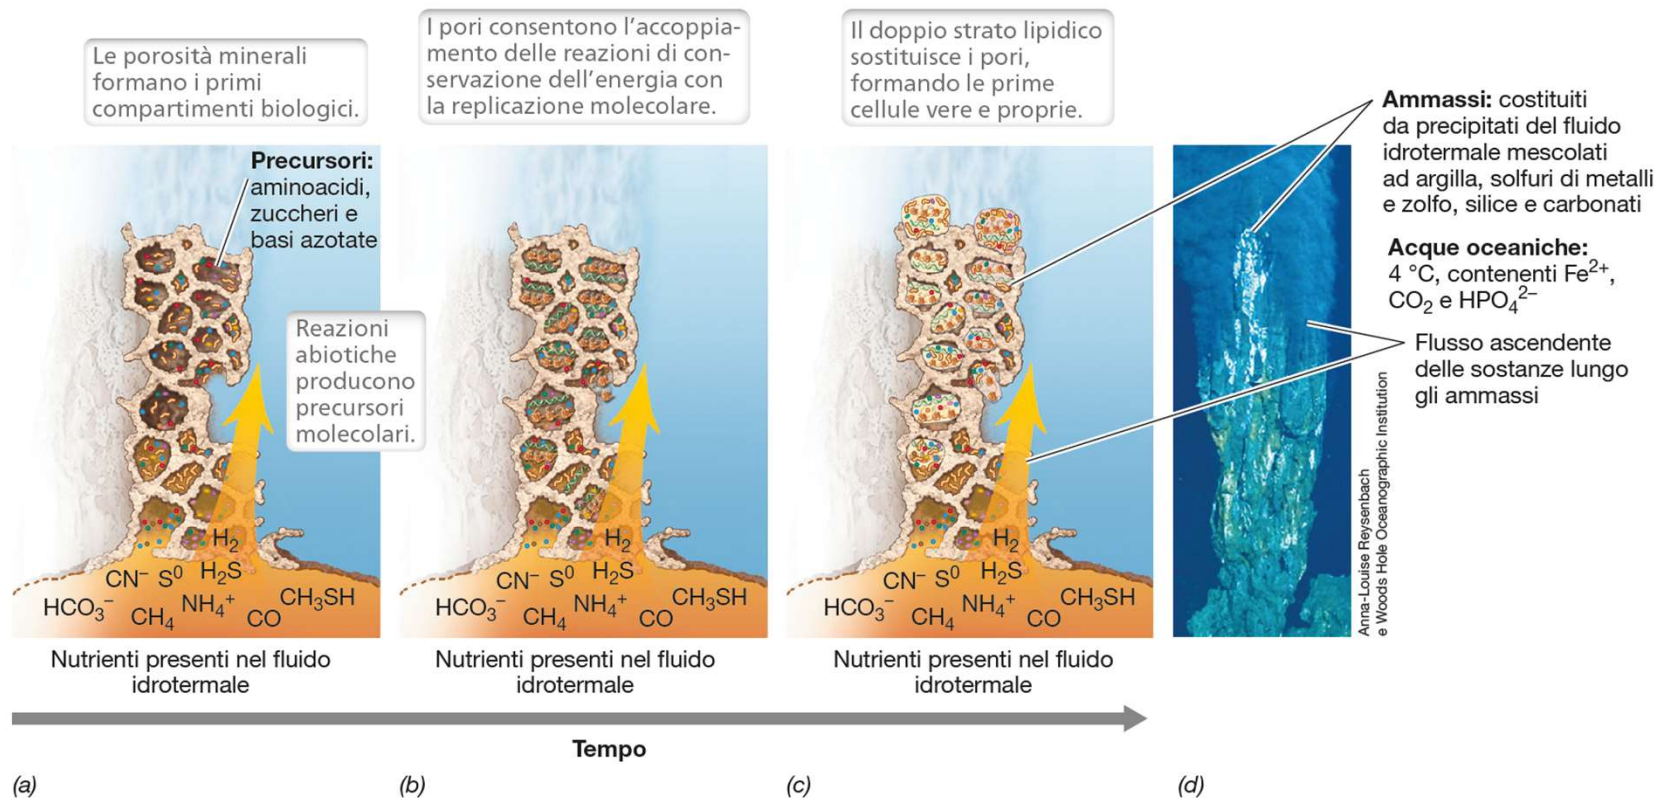 Le porosità minerali
formano i primi
compartimenti biologici.
I pori consentono l'accoppia-
mento delle reazioni di con-
servazione dell'energia con
la replicazione molecolare.
Il doppio strato lipidico
sostituisce i pori,
formando le prime
cellule vere e proprie.
Precursori:
aminoacidi,
zuccheri e
basi azotate
Reazioni
abiotiche
producono
precursori
molecolari.
H₂
CN⁻ S⁰ H₂S
HCO₃⁻ CH₄ NH₄⁺ CO CH₃SH
Nutrienti presenti nel fluido
idrotermale
H₂
CN⁻ S⁰ H₂S
HCO₃⁻ CH₄ NH₄⁺ CO CH₃SH
Nutrienti presenti nel fluido
idrotermale
H₂
CN⁻ S⁰ H₂S
HCO₃⁻ CH₄ NH₄⁺ CO CH₃SH
Nutrienti presenti nel fluido
idrotermale
Ammassi: costituiti
da precipitati del fluido
idrotermale mescolati
ad argilla, solfuri di metalli
e zolfo, silice e carbonati
Acque oceaniche:
4 °C, contenenti Fe²⁺,
CO₂ e HPO₄²⁻
Flusso ascendente
delle sostanze lungo
gli ammassi
Anna-Louise Reysenbach
e Woods Hole Oceanographic Institution
Tempo
(a)
(b)
(c)
(d)